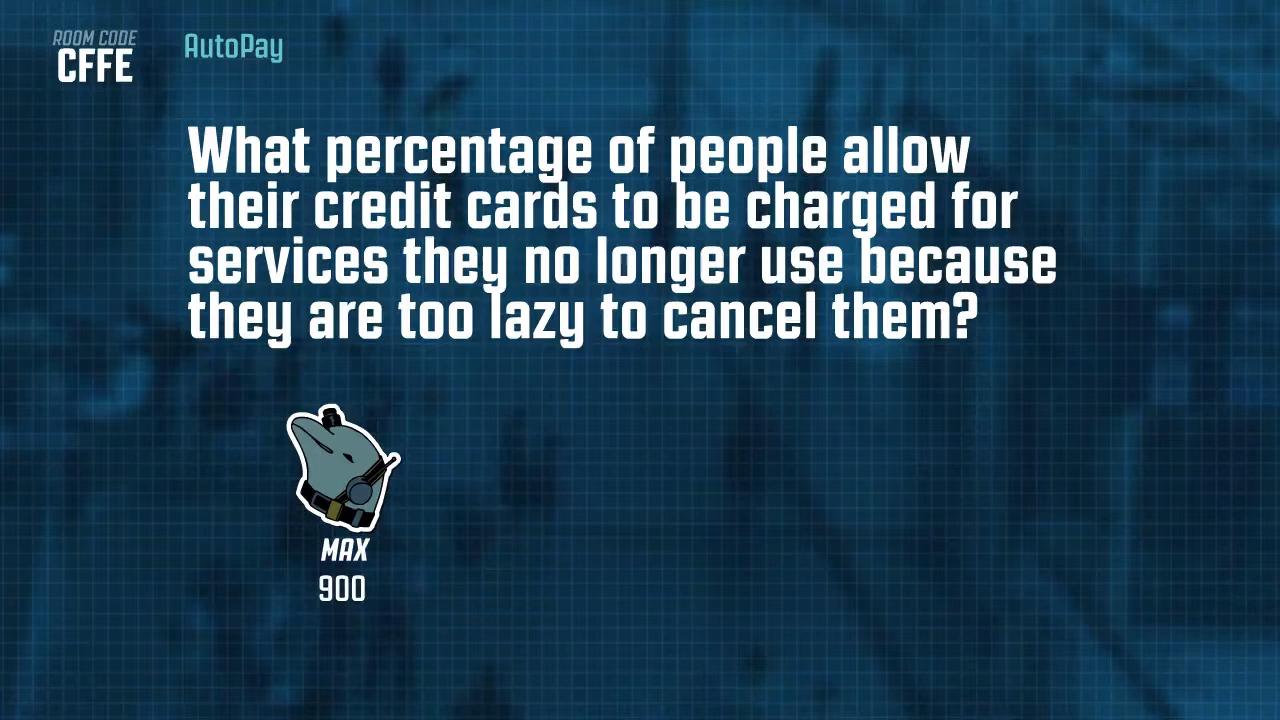 ROOM CODE
CFFE
AutoPay
What percentage of people allow
their credit cards to be charged for
services they no longer use because
they are too lazy to cancel them?
MAX
900